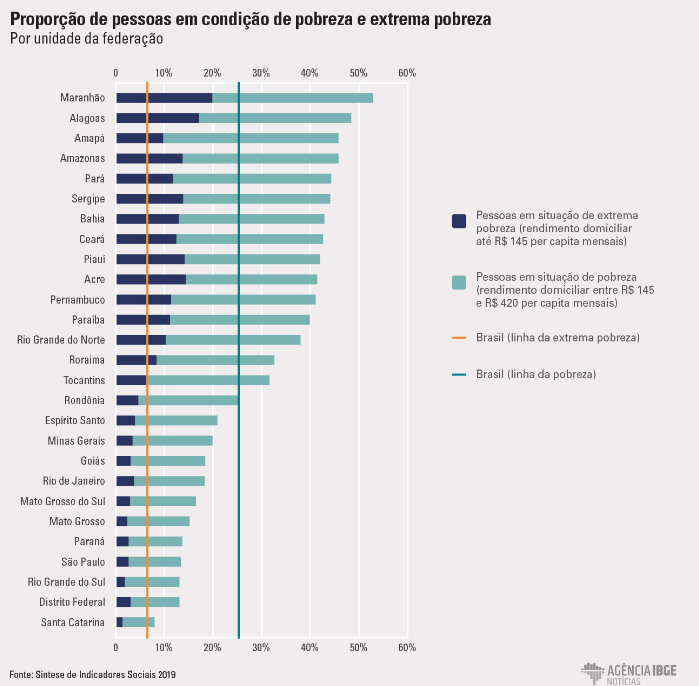 Proporção de pessoas em condição de pobreza e extrema pobreza
Por unidade da federação
0 10% 20% 30% 40% 50% 60%
Maranhão
Alagoas
Amapá
Amazonas
Pará
Sergipe
Bahia
Ceará
Piauí
Acre
Pernambuco
Paraíba
Rio Grande do Norte
Roraima
Tocantins
Rondônia
Espírito Santo
Minas Gerais
Goiás
Rio de Janeiro
Mato Grosso do Sul
Mato Grosso
Paraná
São Paulo
Rio Grande do Sul
Distrito Federal
Santa Catarina
0 10% 20% 30% 40% 50% 60%
Pessoas em situação de extrema
pobreza (rendimento domiciliar
até R$ 145 per capita mensais)
Pessoas em situação de pobreza
(rendimento domiciliar entre R$ 145
e R$ 420 per capita mensais)
Brasil (linha da extrema pobreza)
Brasil (linha da pobreza)
Fonte: Síntese de Indicadores Sociais 2019
AGÊNCIA IBGE
NOTÍCIAS